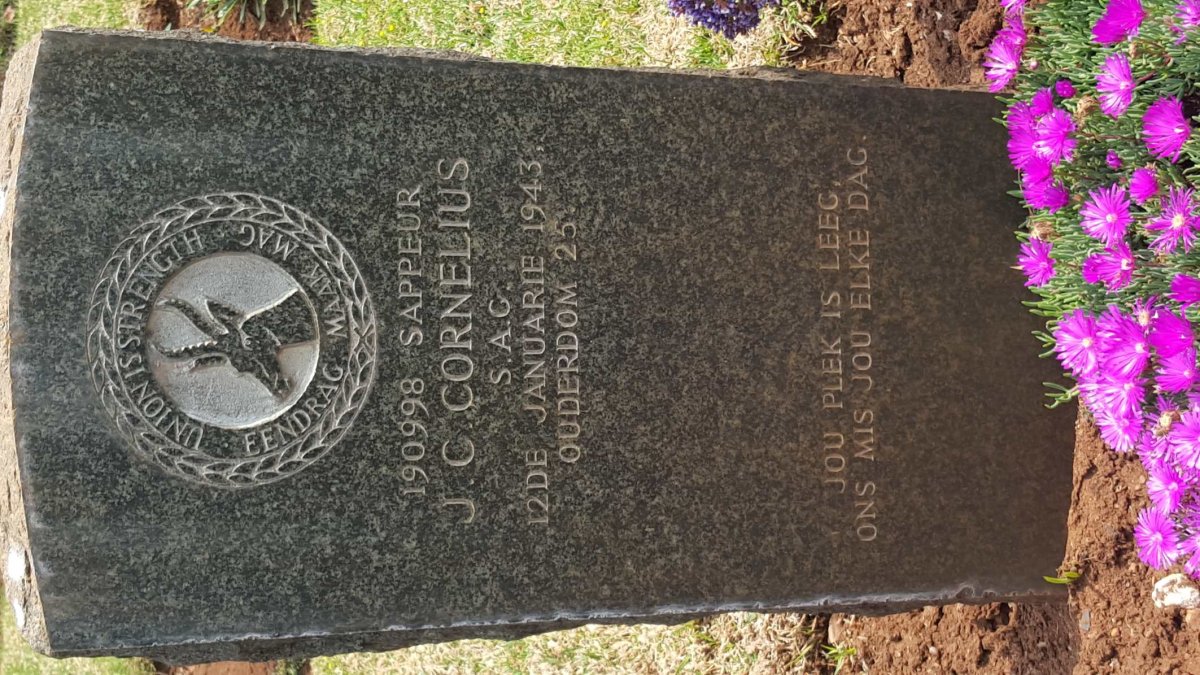 UNION IS STRENGTH ·
EENDRAG MAAK MAG ·
190998 SAPPEUR
J. C. CORNELIUS
S A G
12DE JANUARIE 1943.
OUDERDOM 25.
JOU PLEK IS LEEG,
ONS MIS JOU ELKE DAG.